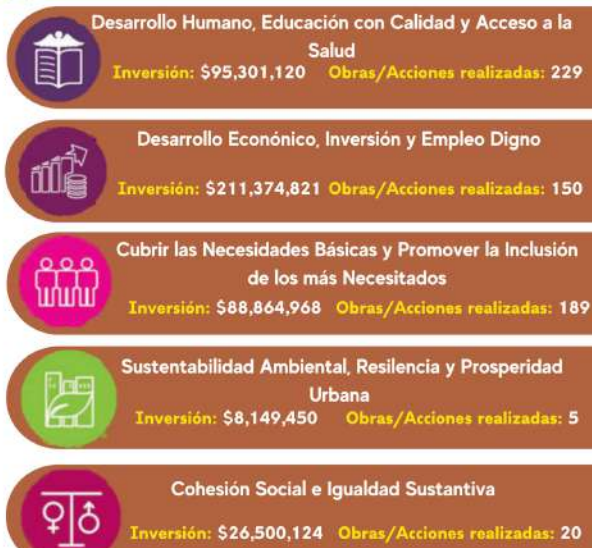 Desarrollo Humano, Educación con Calidad y Acceso a la
Salud
Inversión: $95,301,120 Obras/Acciones realizadas: 229
Desarrollo Económico, Inversión y Empleo Digno
Inversión: $211,374,821 Obras/Acciones realizadas: 150
Cubrir las Necesidades Básicas y Promover la Inclusión
de los más Necesitados
Inversión: $88,864,968 Obras/Acciones realizadas: 189
Sustentabilidad Ambiental, Resilencia y Prosperidad
Urbana
Inversión: $8,149,450 Obras/Acciones realizadas: 5
Cohesión Social e Igualdad Sustantiva
Inversión: $26,500,124 Obras/Acciones realizadas: 20